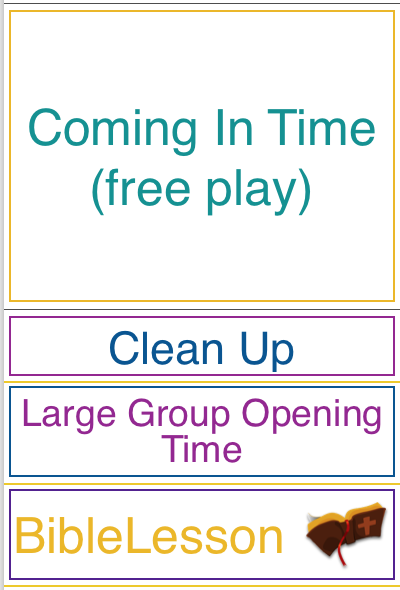 Coming In Time
(free play)
Clean Up
Large Group Opening
Time
BibleLesson